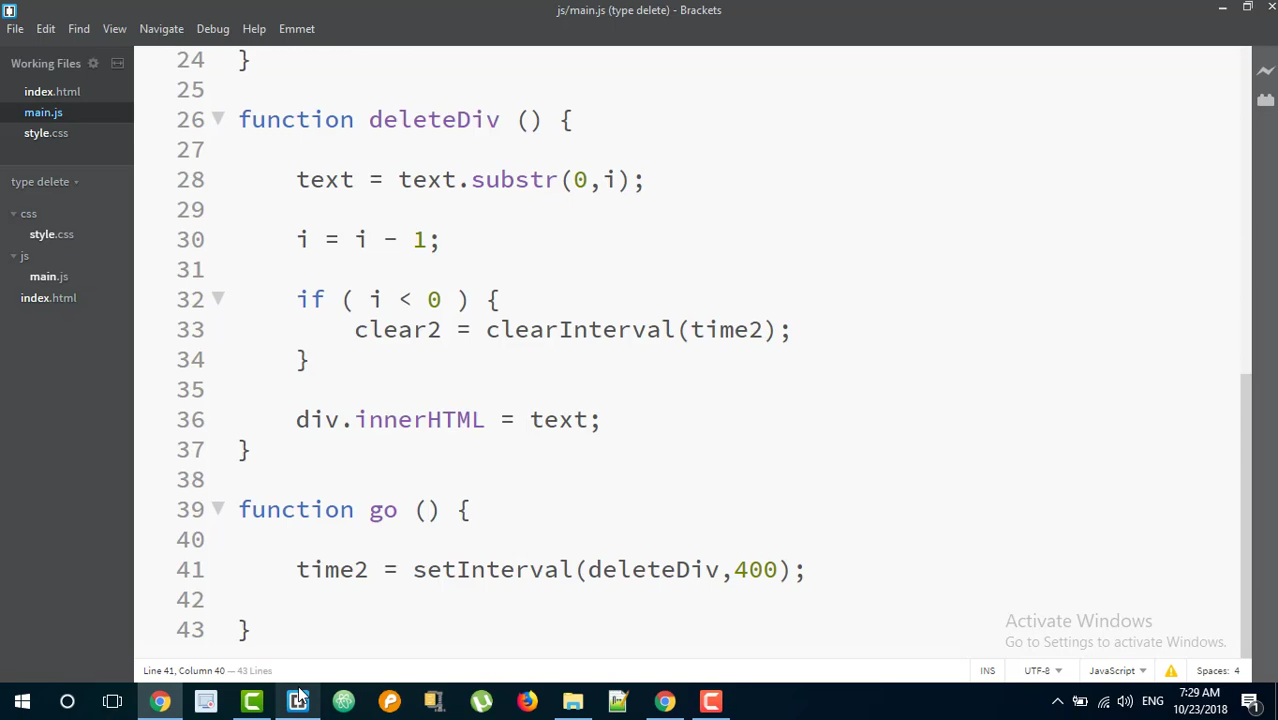 js/main.js (type delete) - Brackets
File Edit Find View Navigate Debug Help Emmet
Working Files
index.html
main.js
style.css
type delete
css
style.css
js
main.js
index.html
24 }
25
26 function deleteDiv () {
27
28 text = text.substr(0,i);
29
30 i = i - 1;
31
32 if ( i < 0 ) {
33 clear2 = clearInterval(time2);
34 }
35
36 div.innerHTML = text;
37 }
38
39 function go () {
40
41 time2 = setInterval(deleteDiv,400);
42
43 }
Activate Windows
Go to Settings to activate Windows.
Line 41, Column 40 — 43 Lines
INS UTF-8 JavaScript Spaces: 4
ENG
7:29 AM
10/23/2018